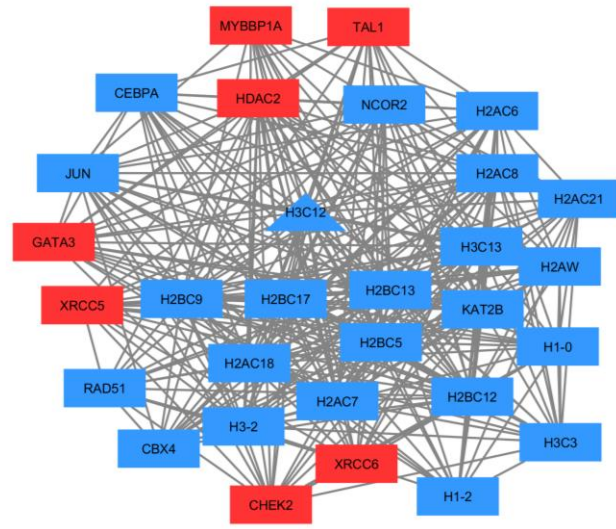 MYBBP1A
TAL1
CEBPA
HDAC2
NCOR2
H2AC6
JUN
H2AC8
H2AC21
H3C12
GATA3
H3C13
H2AW
XRCC5
H2BC9
H2BC17
H2BC13
KAT2B
H2BC5
H1-0
H2AC18
RAD51
H2AC7
H2BC12
H3-2
H3C3
CBX4
XRCC6
H1-2
CHEK2